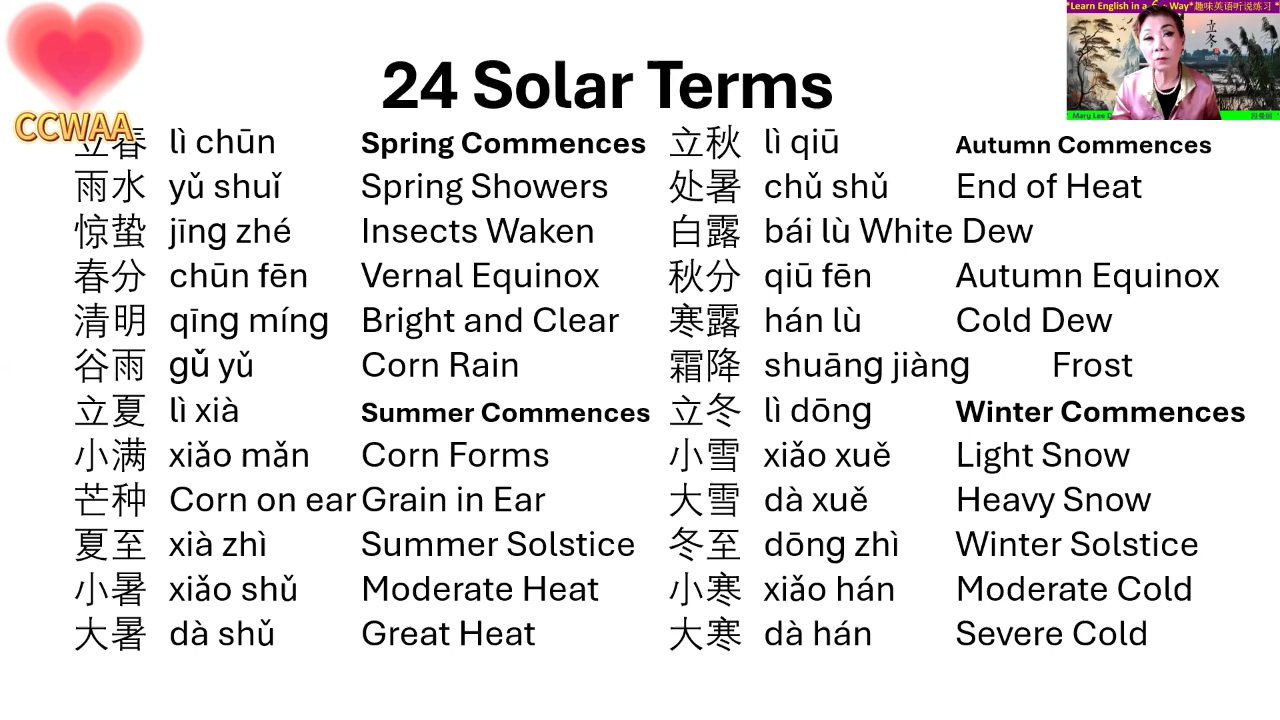 *Learn English in a Fun Way*趣味英语听说练习 *
立冬
Mary Lee
CCWAA
24 Solar Terms
立春 lì chūn Spring Commences 立秋 lì qiū Autumn Commences
雨水 yǔ shuǐ Spring Showers 处暑 chǔ shǔ End of Heat
惊蛰 jīng zhé Insects Waken 白露 bái lù White Dew
春分 chūn fēn Vernal Equinox 秋分 qiū fēn Autumn Equinox
清明 qīng míng Bright and Clear 寒露 hán lù Cold Dew
谷雨 gǔ yǔ Corn Rain 霜降 shuāng jiàng Frost
立夏 lì xià Summer Commences 立冬 lì dōng Winter Commences
小满 xiǎo mǎn Corn Forms 小雪 xiǎo xuě Light Snow
芒种 Corn on ear Grain in Ear 大雪 dà xuě Heavy Snow
夏至 xià zhì Summer Solstice 冬至 dōng zhì Winter Solstice
小暑 xiǎo shǔ Moderate Heat 小寒 xiǎo hán Moderate Cold
大暑 dà shǔ Great Heat 大寒 dà hán Severe Cold